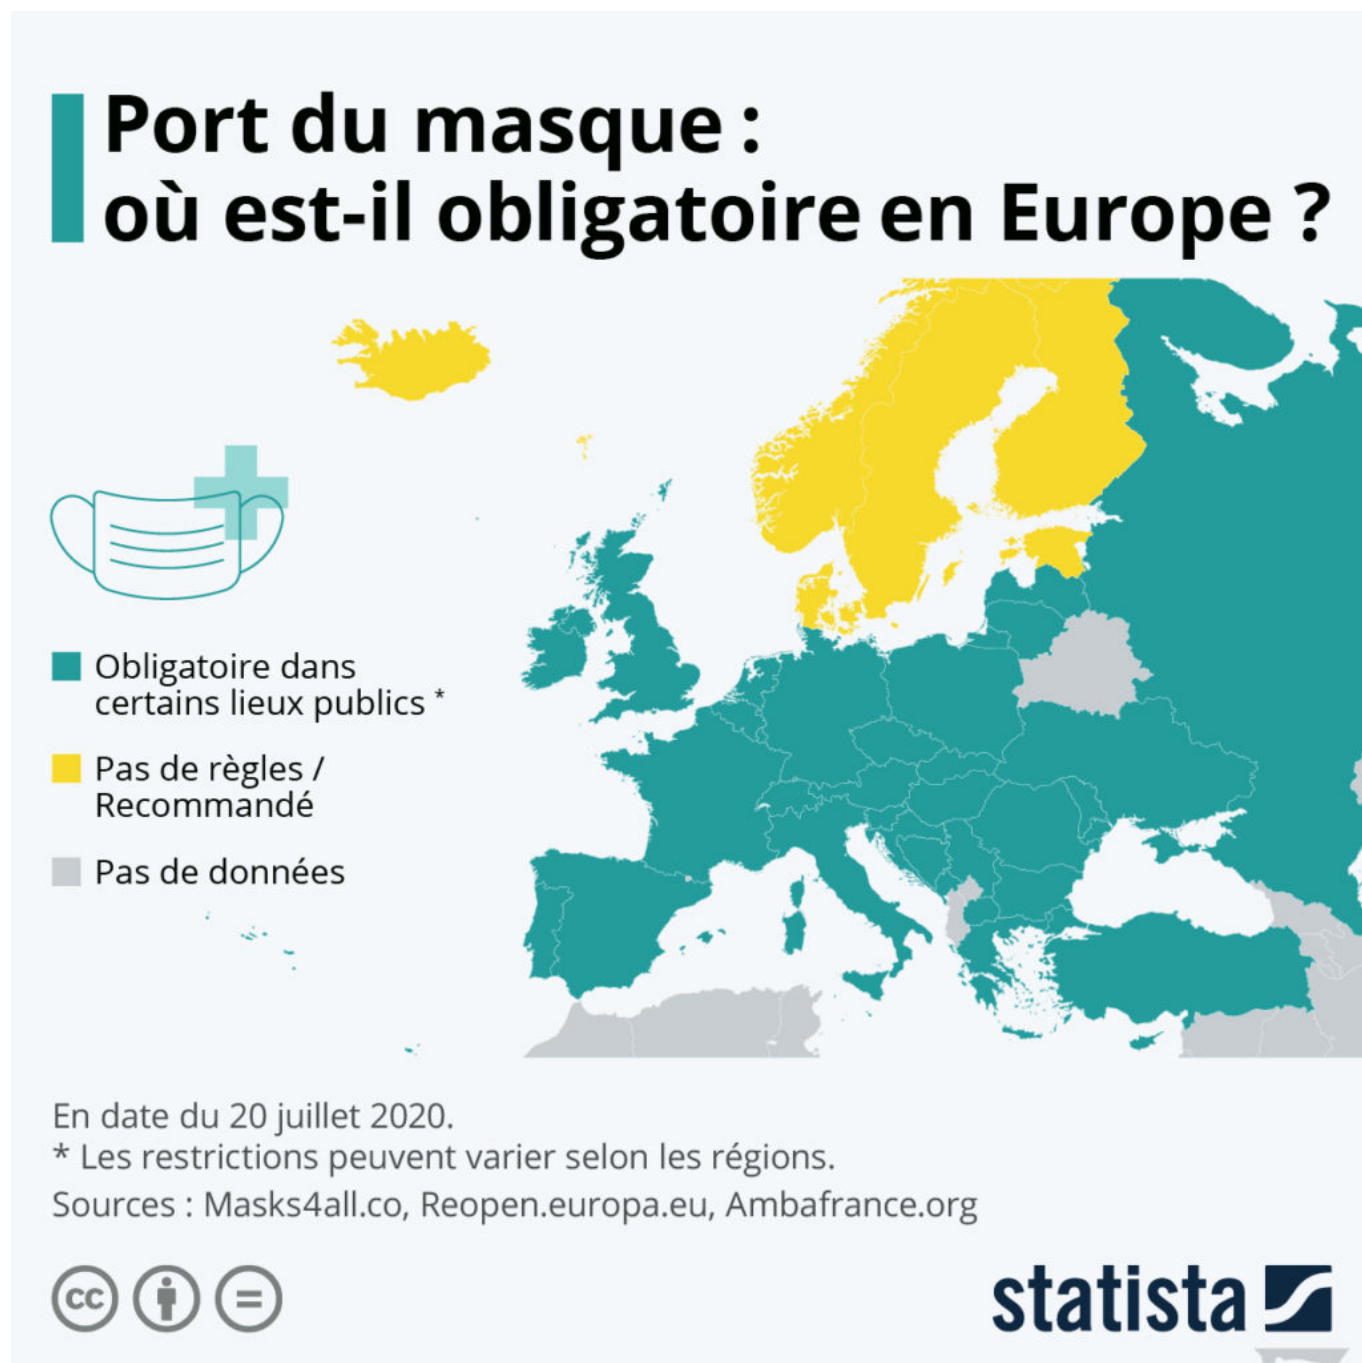 Port du masque :
où est-il obligatoire en Europe ?
Obligatoire dans
certains lieux publics *
Pas de règles /
Recommandé
Pas de données
En date du 20 juillet 2020.
* Les restrictions peuvent varier selon les régions.
Sources : Masks4all.co, Reopen.europa.eu, Ambafrance.org
cc
=
statista